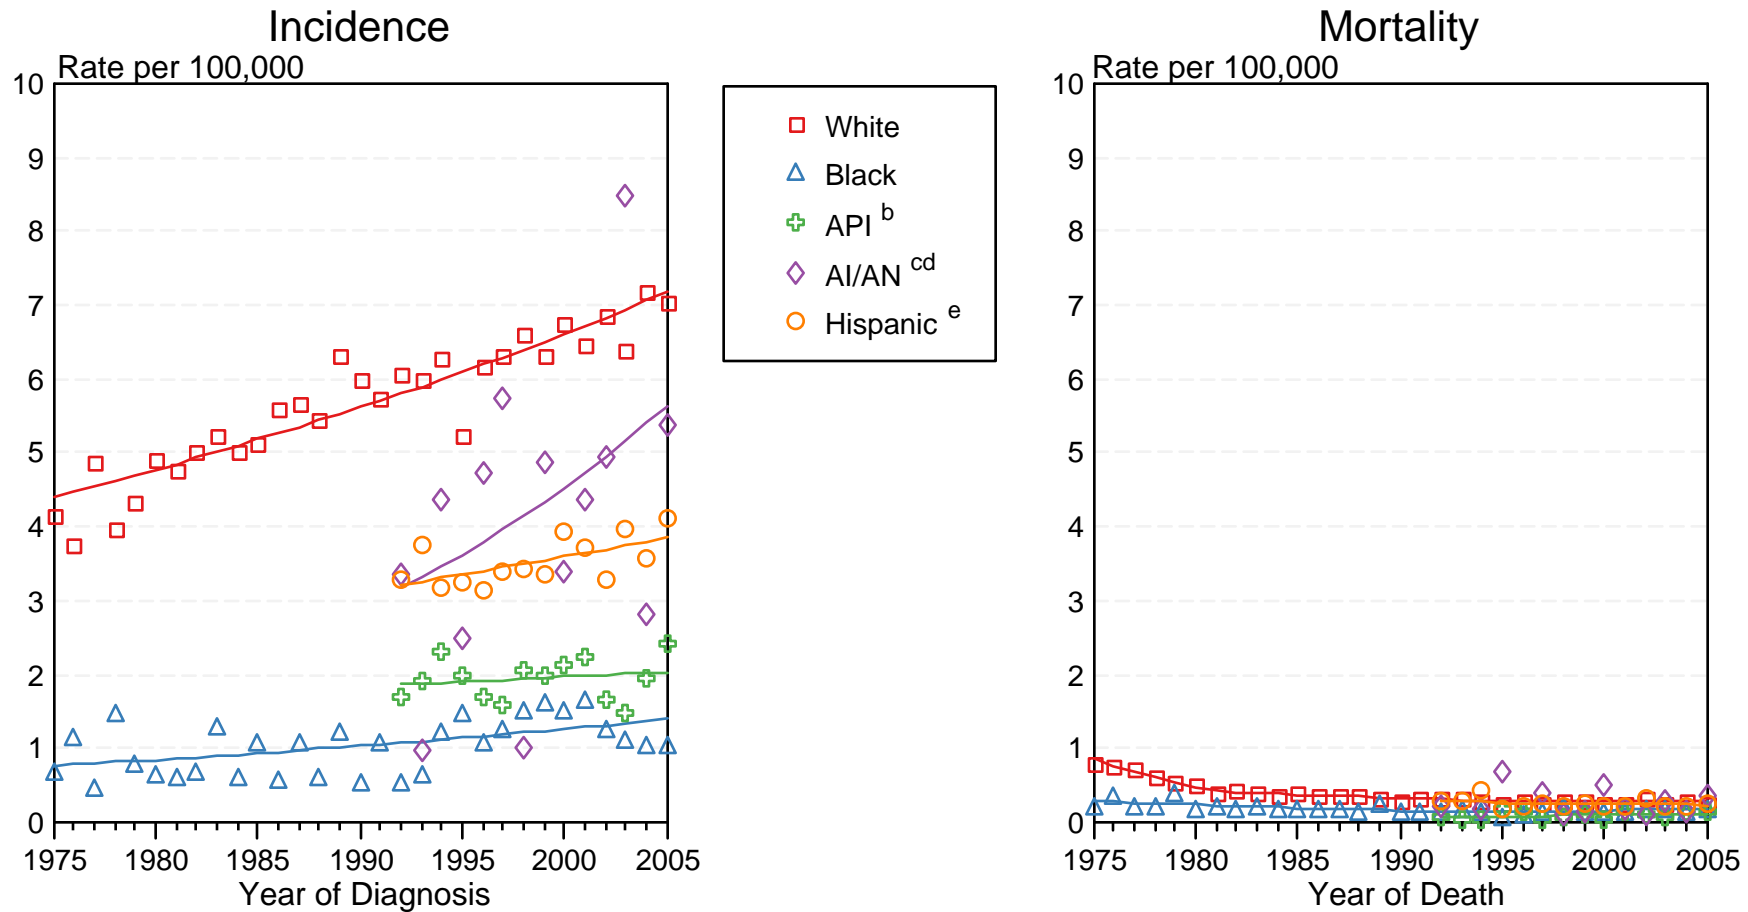 Incidence
Rate per 100,000
10
9
8
7
6
5
4
3
2
1
0
1975 1980 1985 1990 1995 2000 2005
Year of Diagnosis
White
Black
API b
AI/AN cd
Hispanic e
Mortality
Rate per 100,000
10
9
8
7
6
5
4
3
2
1
0
1975 1980 1985 1990 1995 2000 2005
Year of Death